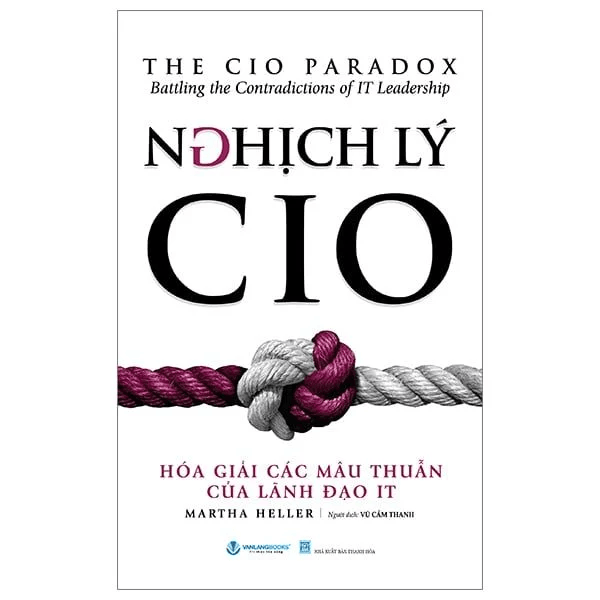 THE CIO PARADOX
Battling the Contradictions of IT Leadership
NGHỊCH LÝ
CIO
HÓA GIẢI CÁC MÂU THUẪN
CỦA LÃNH ĐẠO IT
MARTHA HELLER / Người dịch: VŨ CẨM THANH
VANLANGBOOKS
NHÀ XUẤT BẢN THANH HÓA